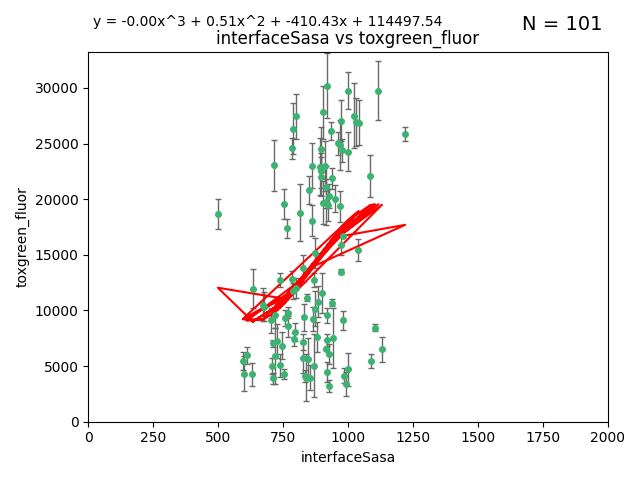 y = -0.00x^3 + 0.51x^2 + -410.43x + 114497.54
N = 101
interfaceSasa vs toxgreen_fluor
30000
25000
20000
15000
10000
5000
0
toxgreen_fluor
0 250 500 750 1000 1250 1500 1750 2000
interfaceSasa